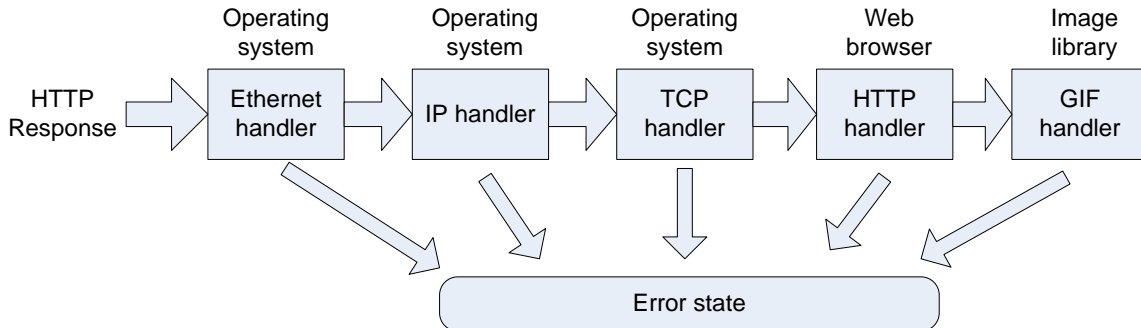 Operating
system
Operating
system
Operating
system
Web
browser
Image
library
HTTP
Response
Ethernet
handler
IP handler
TCP
handler
HTTP
handler
GIF
handler
Error state